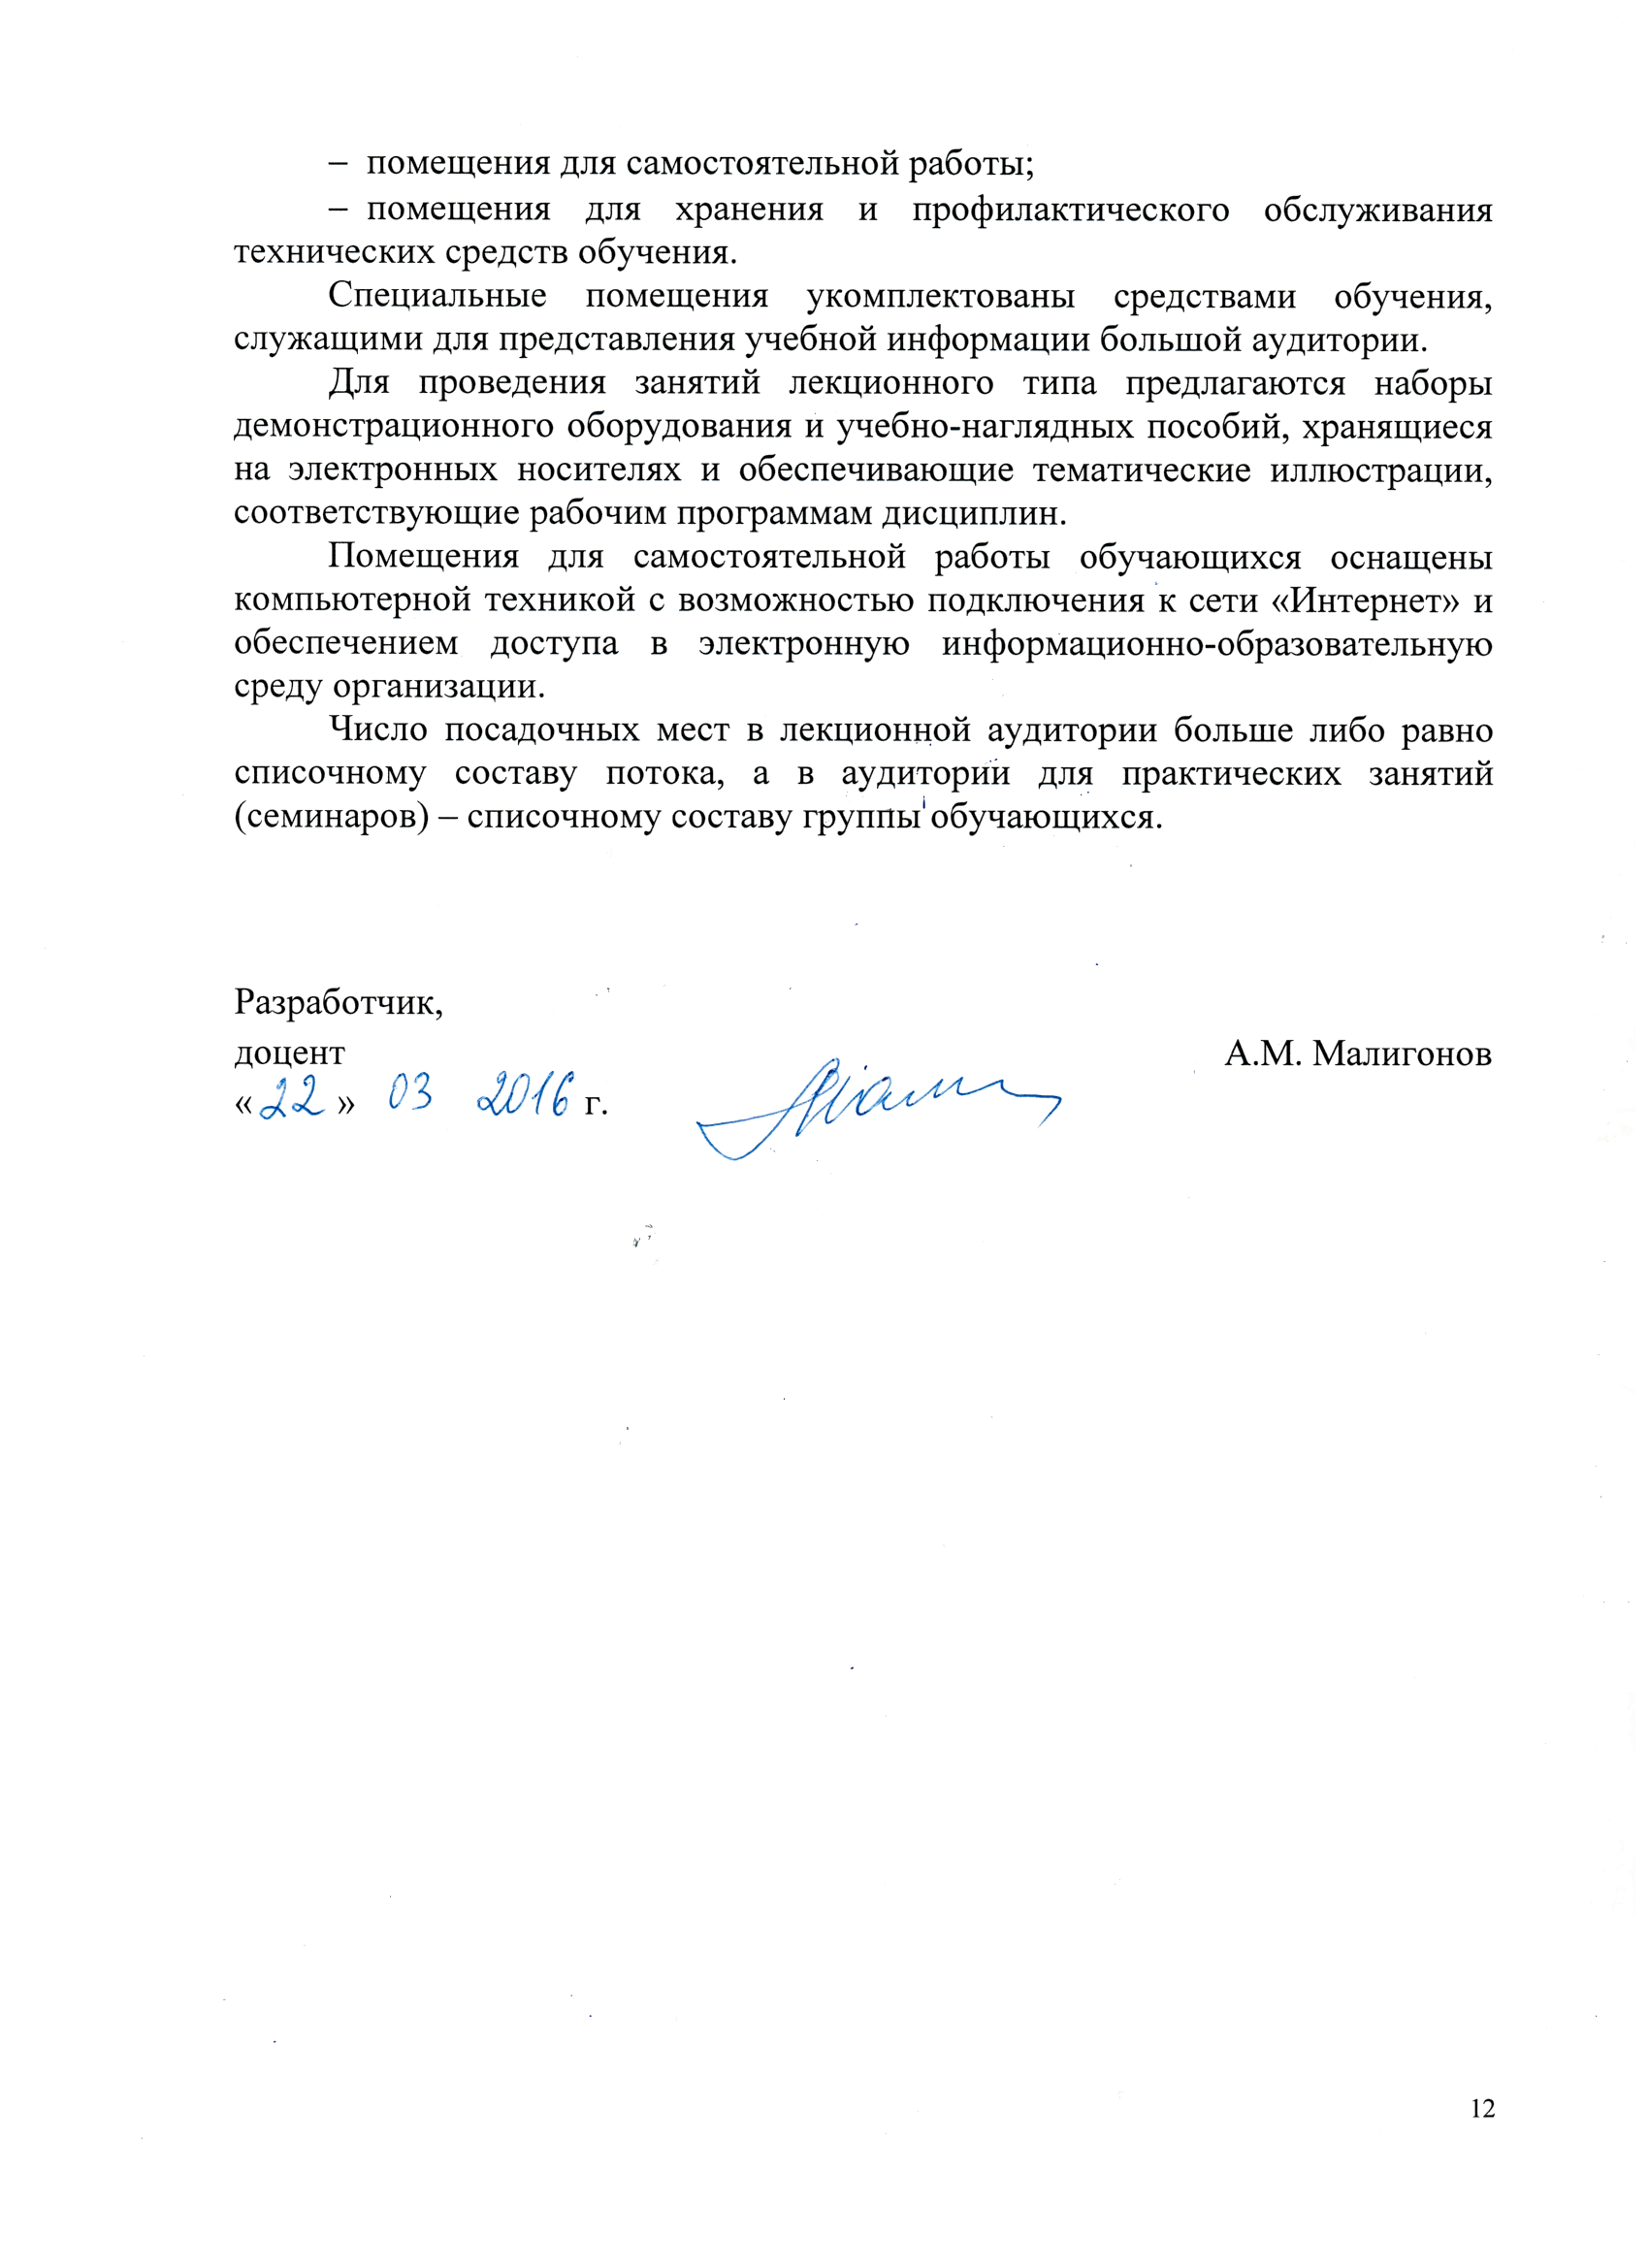 – помещения для самостоятельной работы;
– помещения для хранения и профилактического обслуживания
технических средств обучения.
Специальные помещения укомплектованы средствами обучения,
служащими для представления учебной информации большой аудитории.
Для проведения занятий лекционного типа предлагаются наборы
демонстрационного оборудования и учебно-наглядных пособий, хранящиеся
на электронных носителях и обеспечивающие тематические иллюстрации,
соответствующие рабочим программам дисциплин.
Помещения для самостоятельной работы обучающихся оснащены
компьютерной техникой с возможностью подключения к сети «Интернет» и
обеспечением доступа в электронную информационно-образовательную
среду организации.
Число посадочных мест в лекционной аудитории больше либо равно
списочному составу потока, а в аудитории для практических занятий
(семинаров) – списочному составу группы обучающихся.
Разработчик,
доцент А.М. Малигонов
«22» 03 2016 г.
12